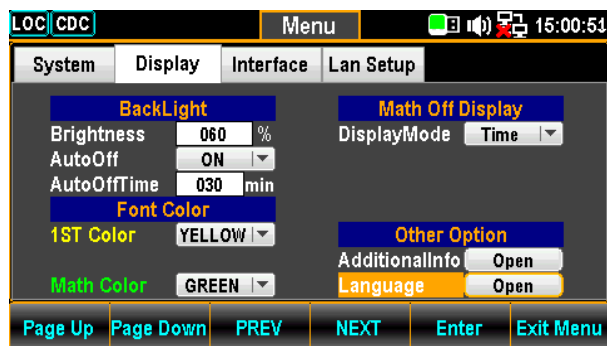 LOC CDC Menu 15:00:51
System Display Interface Lan Setup
BackLight
Brightness 060 %
AutoOff ON
AutoOffTime 030 min
Font Color
1ST Color YELLOW
Math Color GREEN
Math Off Display
DisplayMode Time
Other Option
AdditionalInfo Open
Language Open
Page Up Page Down PREV NEXT Enter Exit Menu